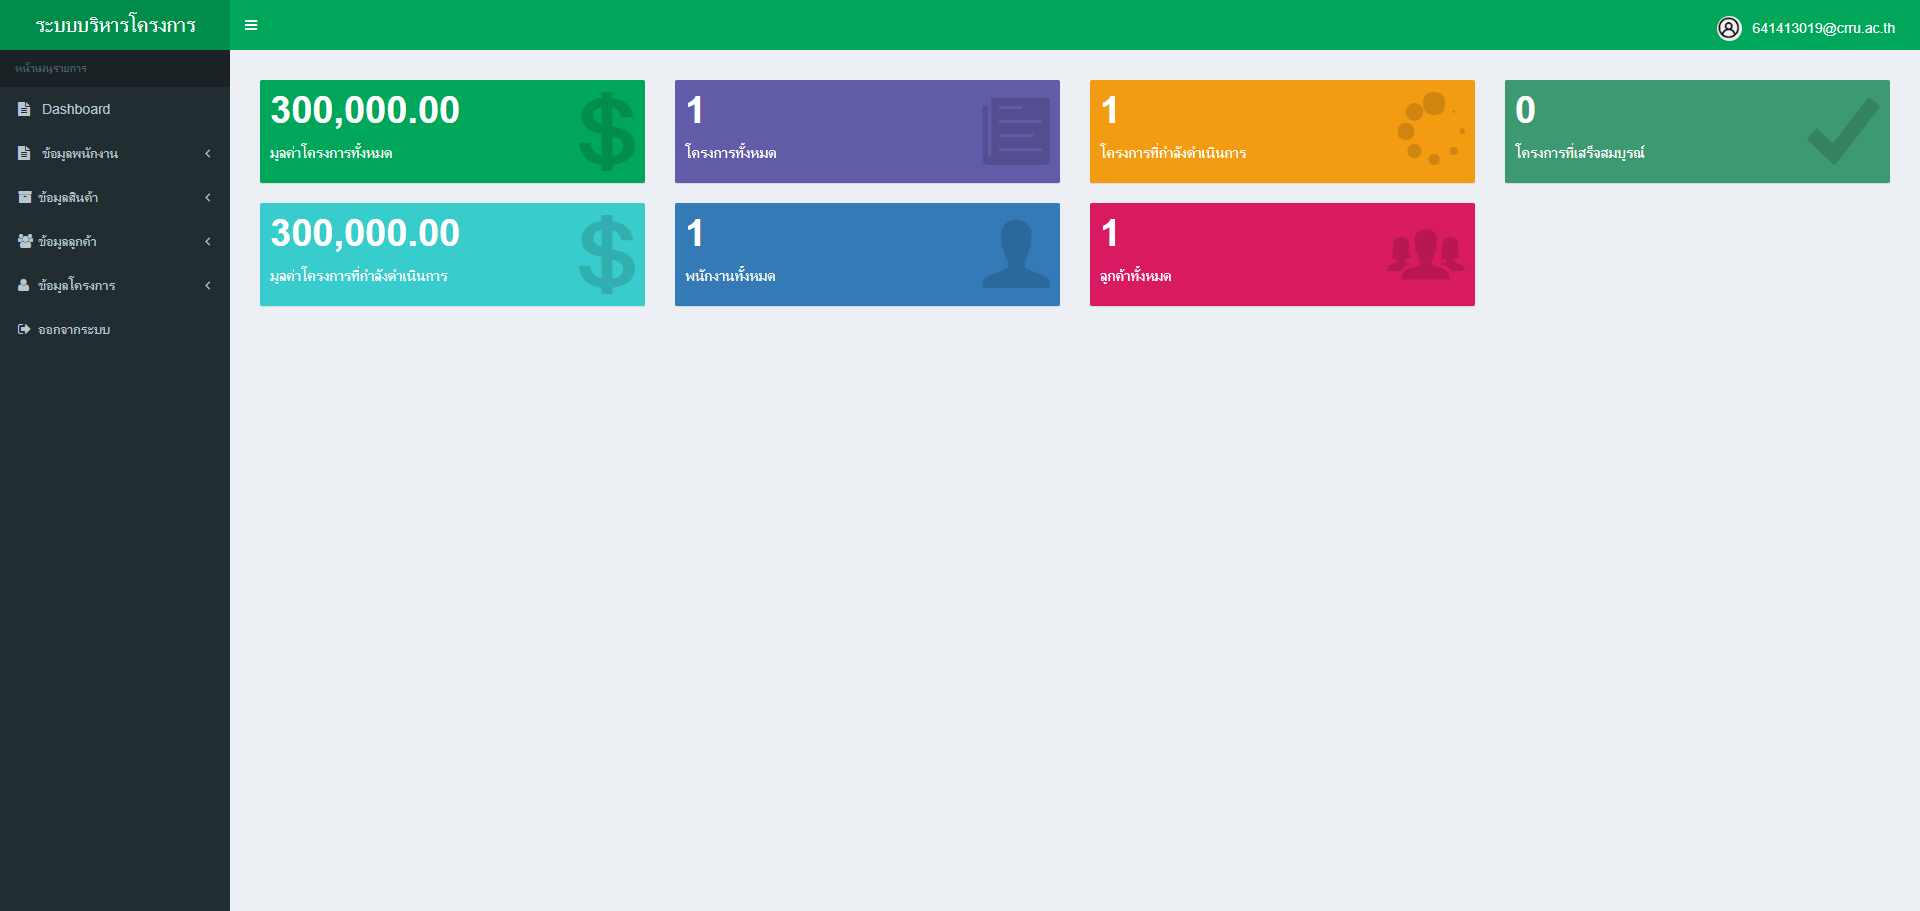 ระบบบริหารโครงการ
641413019@crru.ac.th
หน้าเมนูรายการ
Dashboard
ข้อมูลพนักงาน
ข้อมูลสินค้า
ข้อมูลลูกค้า
ข้อมูลโครงการ
ออกจากระบบ
300,000.00
มูลค่าโครงการทั้งหมด
1
โครงการทั้งหมด
1
โครงการที่กำลังดำเนินการ
0
โครงการที่เสร็จสมบูรณ์
300,000.00
มูลค่าโครงการที่กำลังดำเนินการ
1
พนักงานทั้งหมด
1
ลูกค้าทั้งหมด